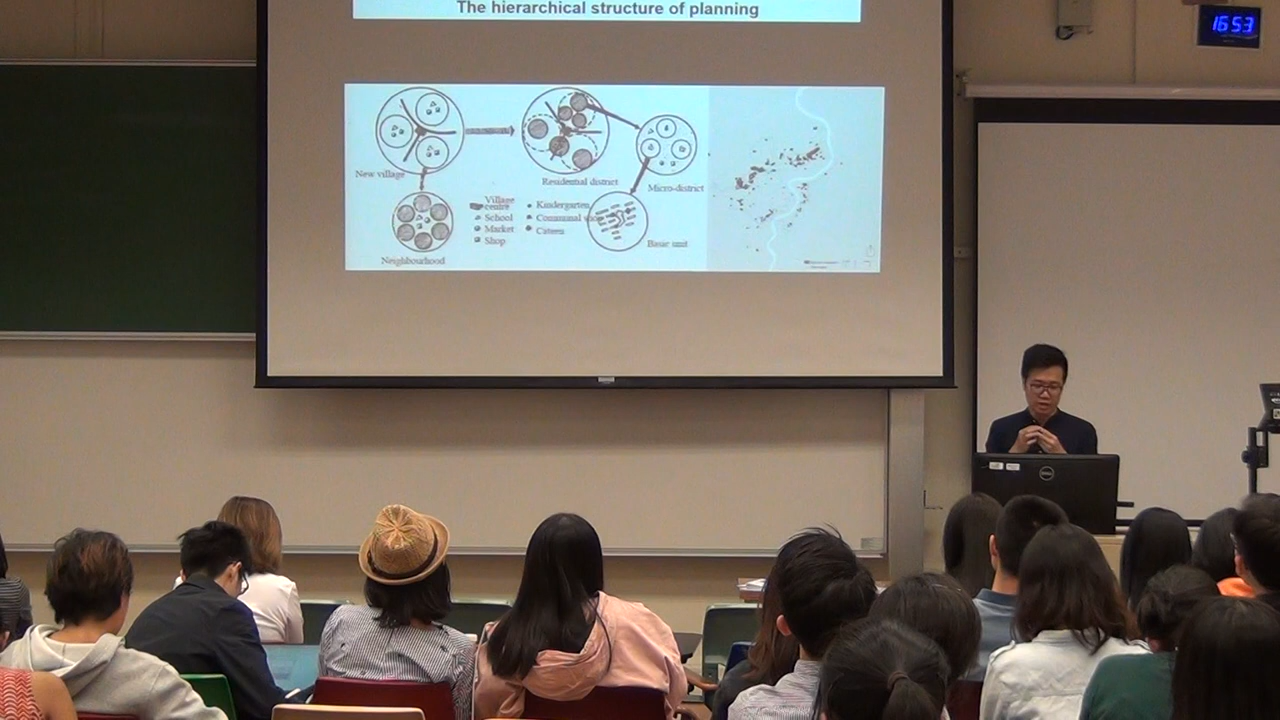 The hierarchical structure of planning
16:53
New village
Residential district
Micro-district
Village
centre
Kindergarten
School
Communal
Market
Shop
Basic unit
Neighbourhood
DELL